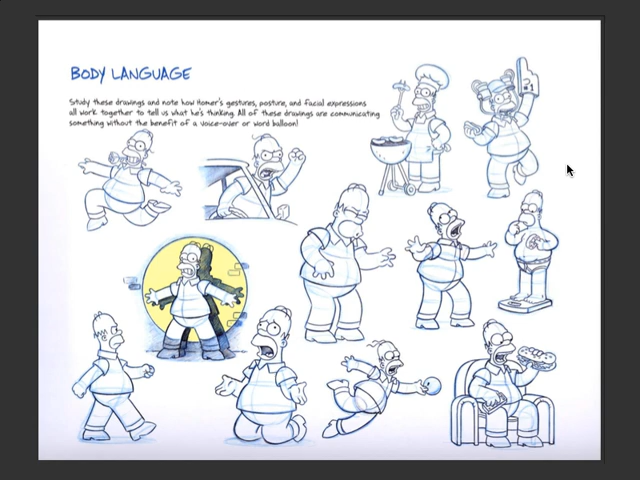 BODY LANGUAGE
Study these drawings and note how Homer's gestures, posture, and facial expressions
all work together to tell us what he's thinking. All of these drawings are communicating
something without the benefit of a voice-over or word balloon!
#1